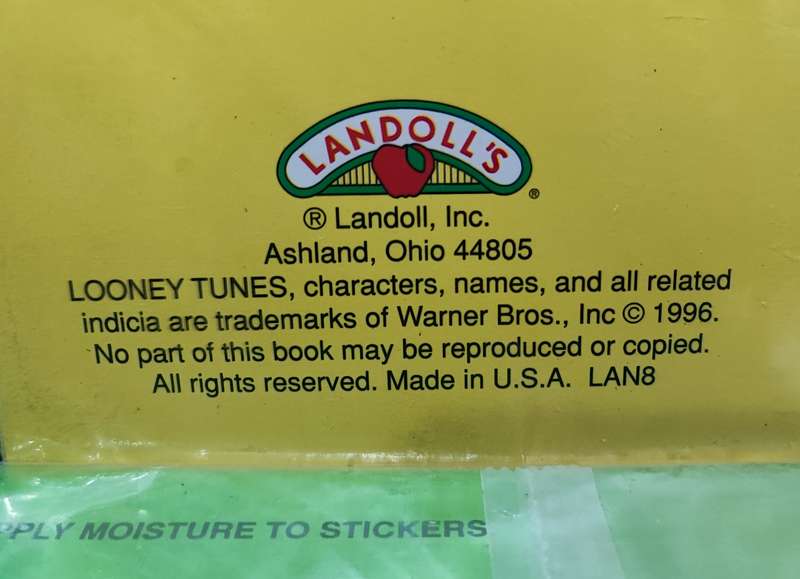 LANDOLL'S
®
® Landoll, Inc.
Ashland, Ohio 44805
LOONEY TUNES, characters, names, and all related
indicia are trademarks of Warner Bros., Inc © 1996.
No part of this book may be reproduced or copied.
All rights reserved. Made in U.S.A. LAN8
MOISTURE TO STICKERS